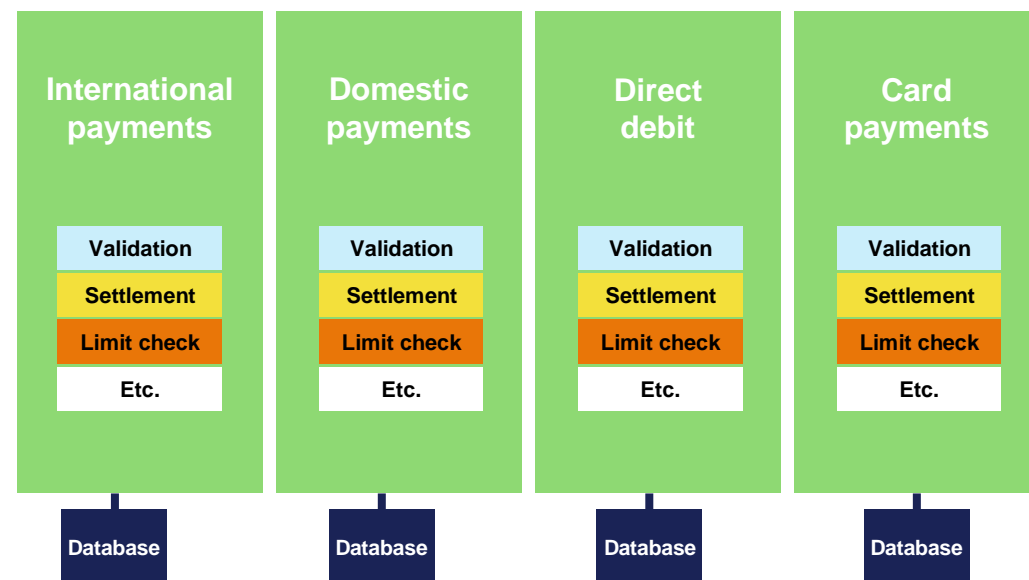 International
payments
Domestic
payments
Direct
debit
Card
payments
Validation
Settlement
Limit check
Etc.
Validation
Settlement
Limit check
Etc.
Validation
Settlement
Limit check
Etc.
Validation
Settlement
Limit check
Etc.
Database
Database
Database
Database